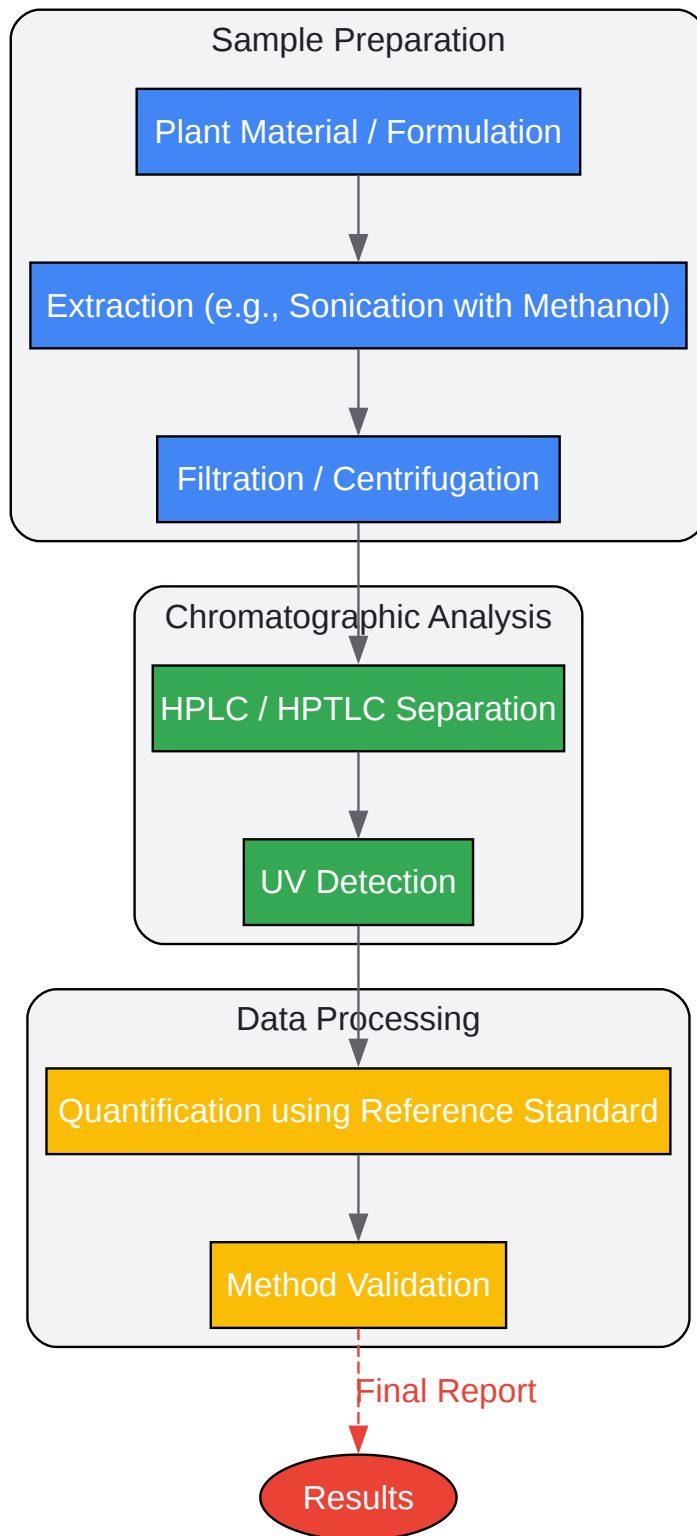 Sample Preparation
Plant Material / Formulation
Extraction (e.g., Sonication with Methanol)
Filtration / Centrifugation
Chromatographic Analysis
HPLC / HPTLC Separation
UV Detection
Data Processing
Quantification using Reference Standard
Method Validation
Final Report
Results